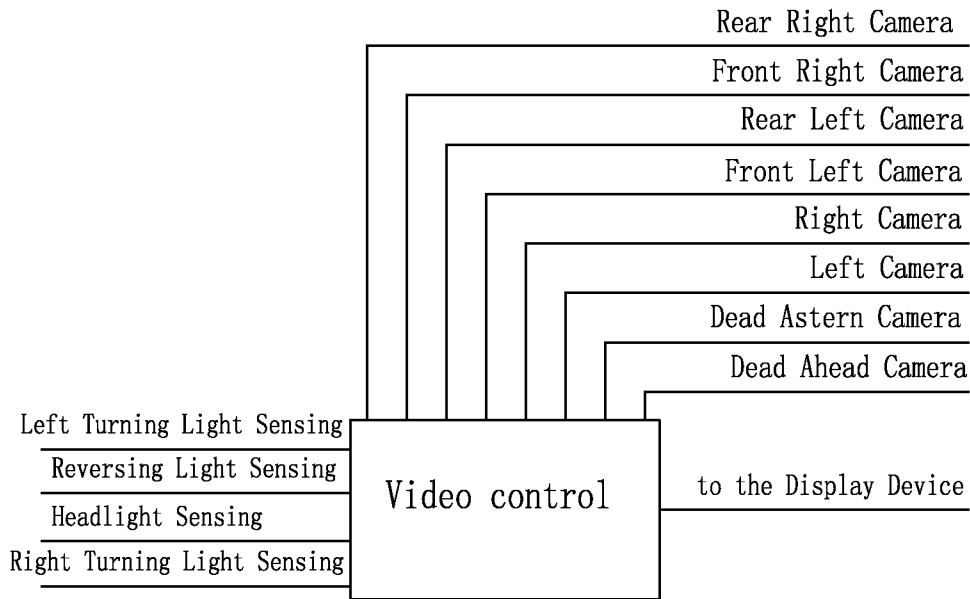 Rear Right Camera
Front Right Camera
Rear Left Camera
Front Left Camera
Right Camera
Left Camera
Dead Astern Camera
Dead Ahead Camera
Left Turning Light Sensing
Reversing Light Sensing
Headlight Sensing
Right Turning Light Sensing
Video control
to the Display Device